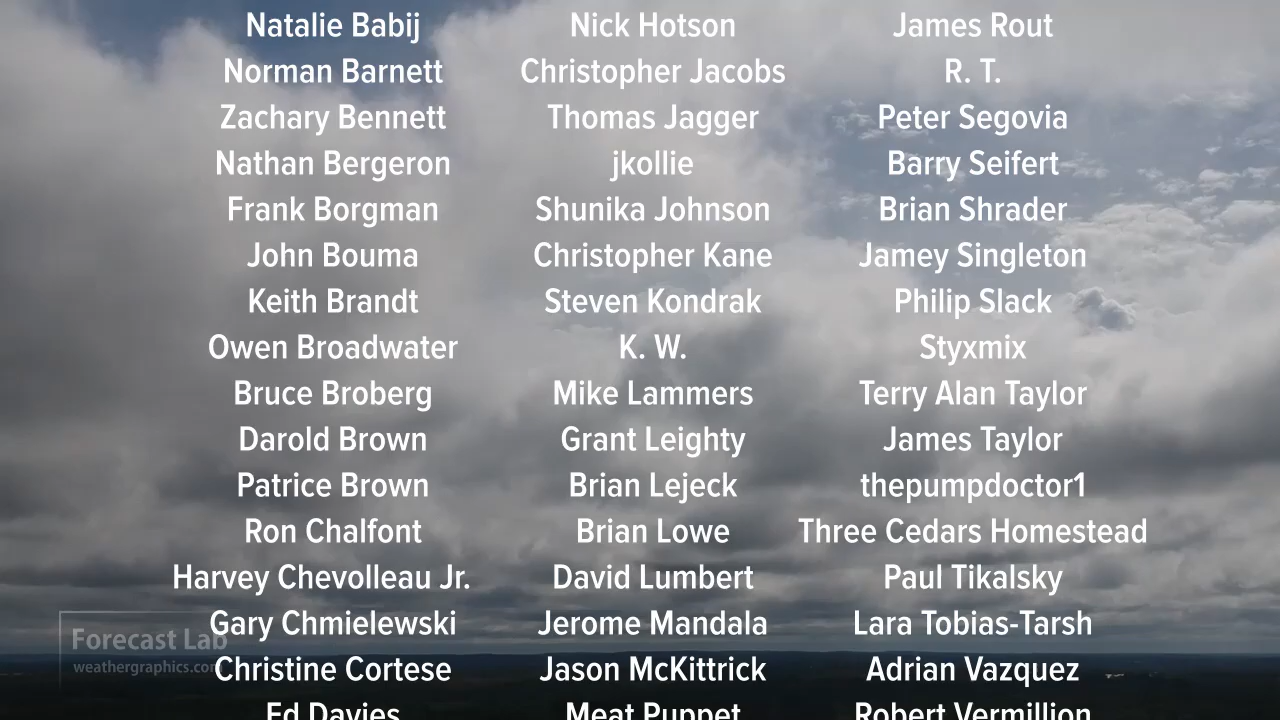 Natalie Babij
Norman Barnett
Zachary Bennett
Nathan Bergeron
Frank Borgman
John Bouma
Keith Brandt
Owen Broadwater
Bruce Broberg
Darold Brown
Patrice Brown
Ron Chalfont
Harvey Chevolleau Jr.
Gary Chmielewski
Christine Cortese
Ed Davies
Nick Hotson
Christopher Jacobs
Thomas Jagger
jkollie
Shunika Johnson
Christopher Kane
Steven Kondrak
K. W.
Mike Lammers
Grant Leighty
Brian Lejeck
Brian Lowe
David Lumbert
Jerome Mandala
Jason McKittrick
Meat Puppet
James Rout
R. T.
Peter Segovia
Barry Seifert
Brian Shrader
Jamey Singleton
Philip Slack
Styxmix
Terry Alan Taylor
James Taylor
thepumpdoctor1
Three Cedars Homestead
Paul Tikalsky
Lara Tobias-Tarsh
Adrian Vazquez
Robert Vermillion
Forecast Lab
weathergraphics.com